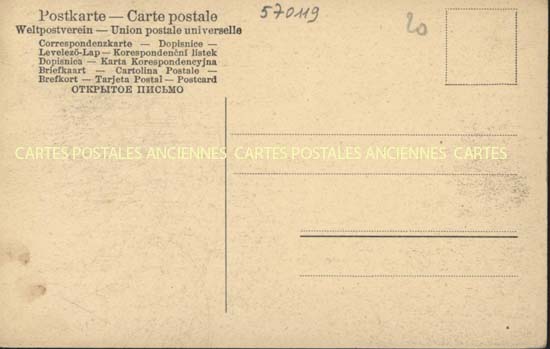 Postkarte — Carte postale
Weltpostverein — Union postale universelle
Correspondenzkarte — Dopisnice —
Levelező-Lap — Korespondenční lístek
Dopisnica — Karta Korespondencyjna
Briefkaart — Cartolina Postale —
Brefkort — Tarjeta Postal — Postcard
ОТКРЫТОЕ ПИСЬМО
570119
20
CARTES POSTALES ANCIENNES CARTES POSTALES ANCIENNES CARTES